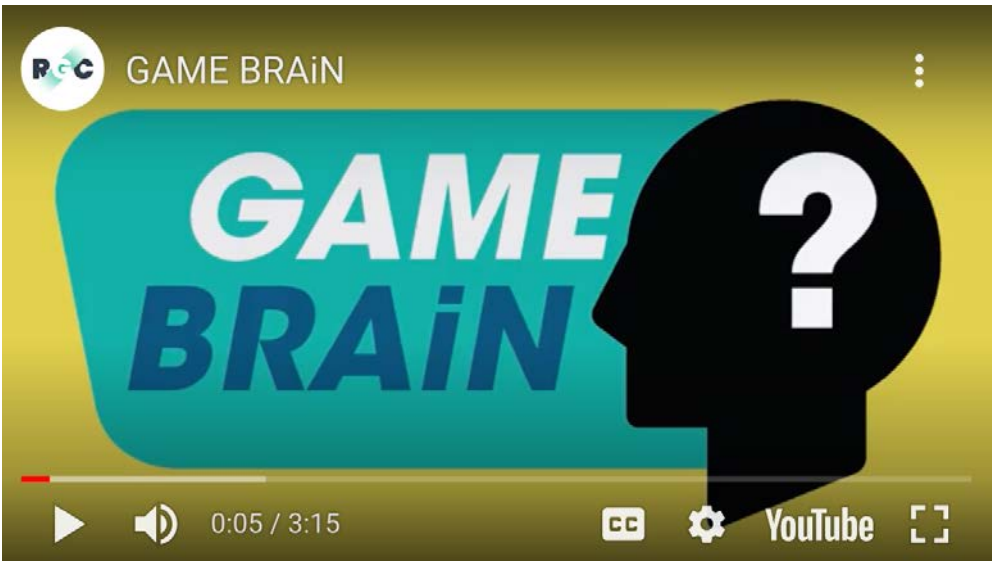 RGC GAME BRAiN
GAME
BRAiN
?
0:05 / 3:15 CC YouTube